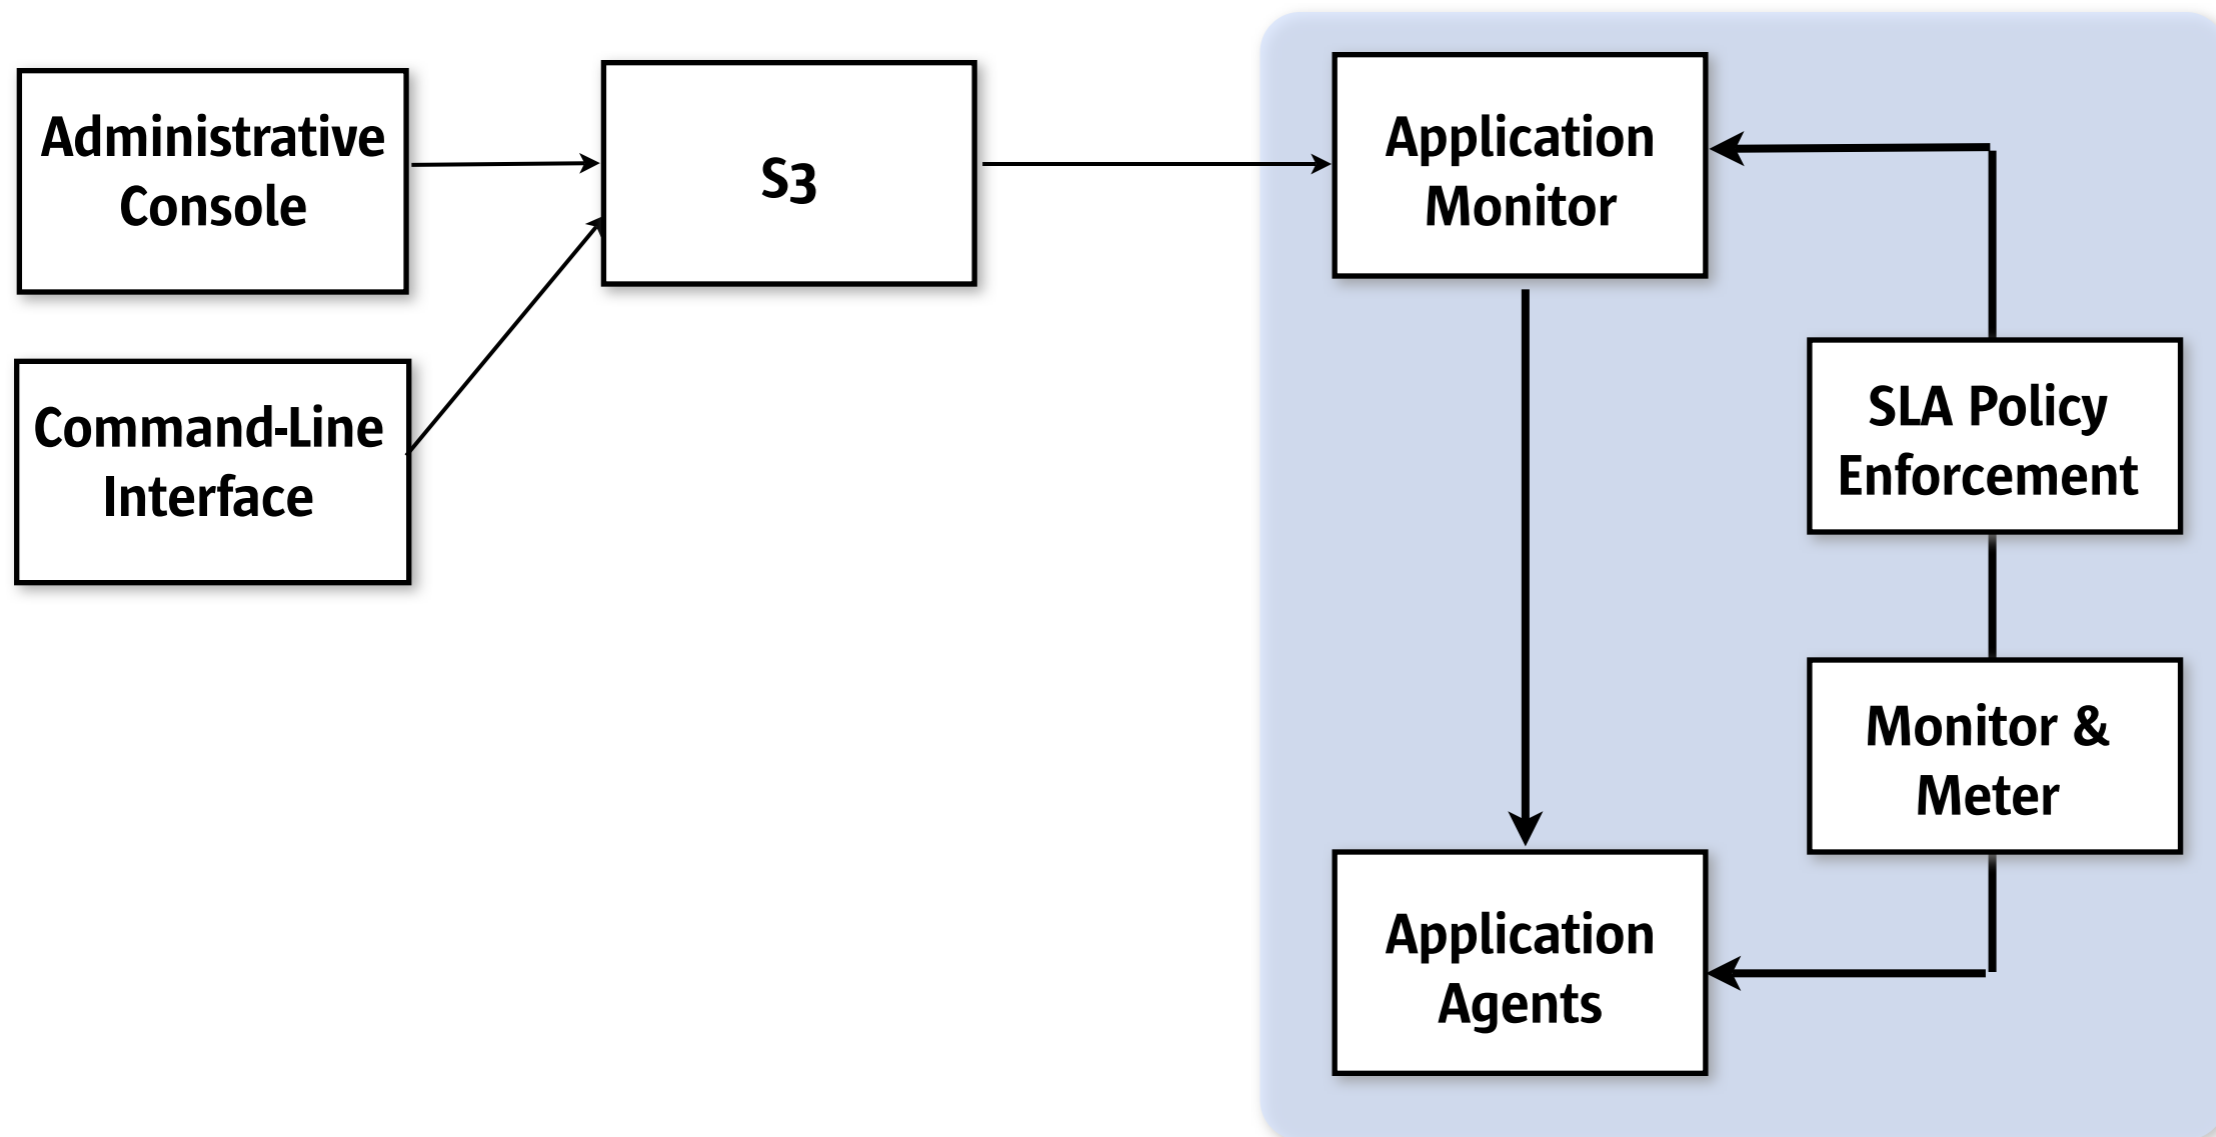 Administrative
Console
S3
Application
Monitor
Command-Line
Interface
SLA Policy
Enforcement
Monitor &
Meter
Application
Agents